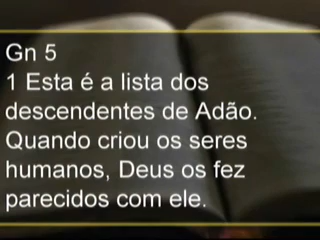 Gn 5
1 Esta é a lista dos
descendentes de Adão.
Quando criou os seres
humanos, Deus os fez
parecidos com ele.